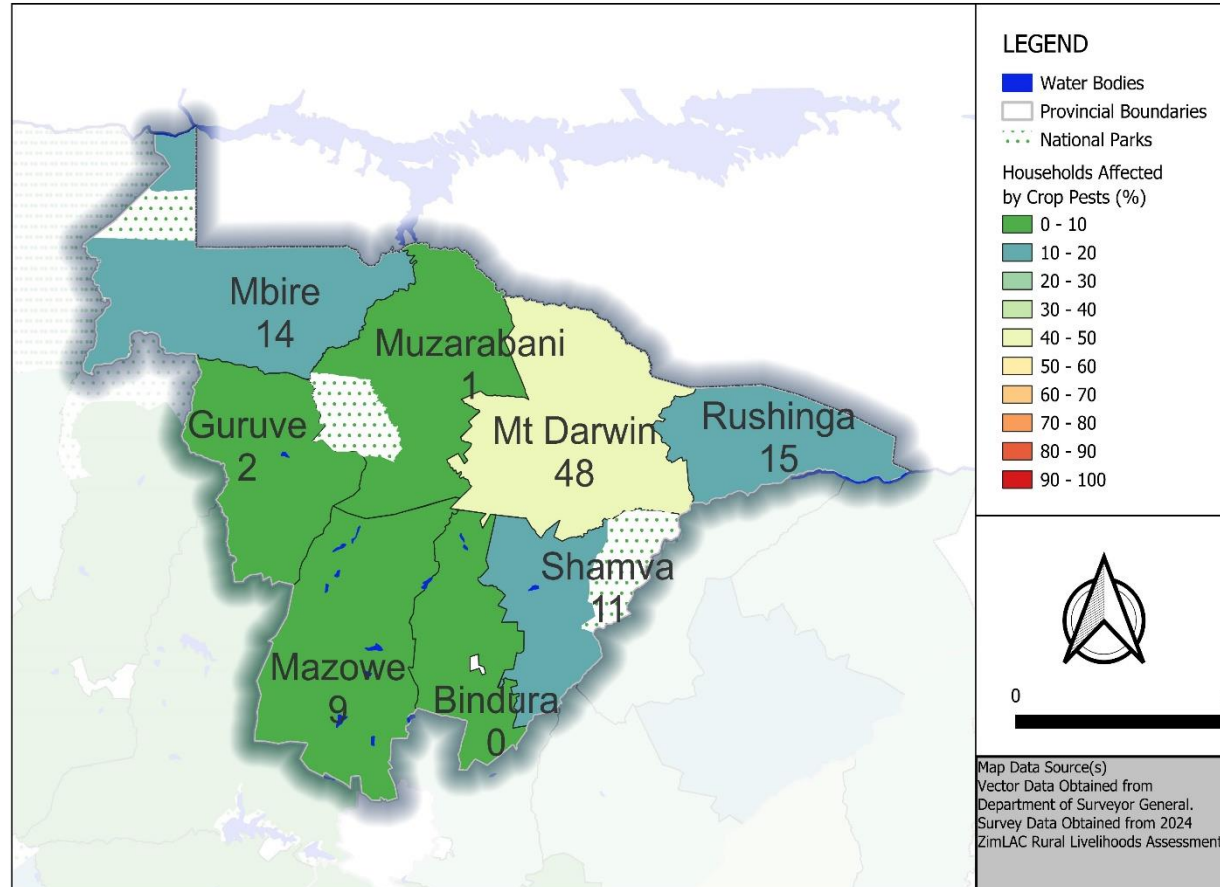 Mbire
14
Muzarabani
1
Guruve
2
Mt Darwin
48
Rushinga
15
Shamva
11
Mazowe
9
Bindura
0
LEGEND
Water Bodies
Provincial Boundaries
National Parks
Households Affected
by Crop Pests (%)
0 - 10
10 - 20
20 - 30
30 - 40
40 - 50
50 - 60
60 - 70
70 - 80
80 - 90
90 - 100
0
Map Data Source(s)
Vector Data Obtained from
Department of Surveyor General.
Survey Data Obtained from 2024
ZimLAC Rural Livelihoods Assessment